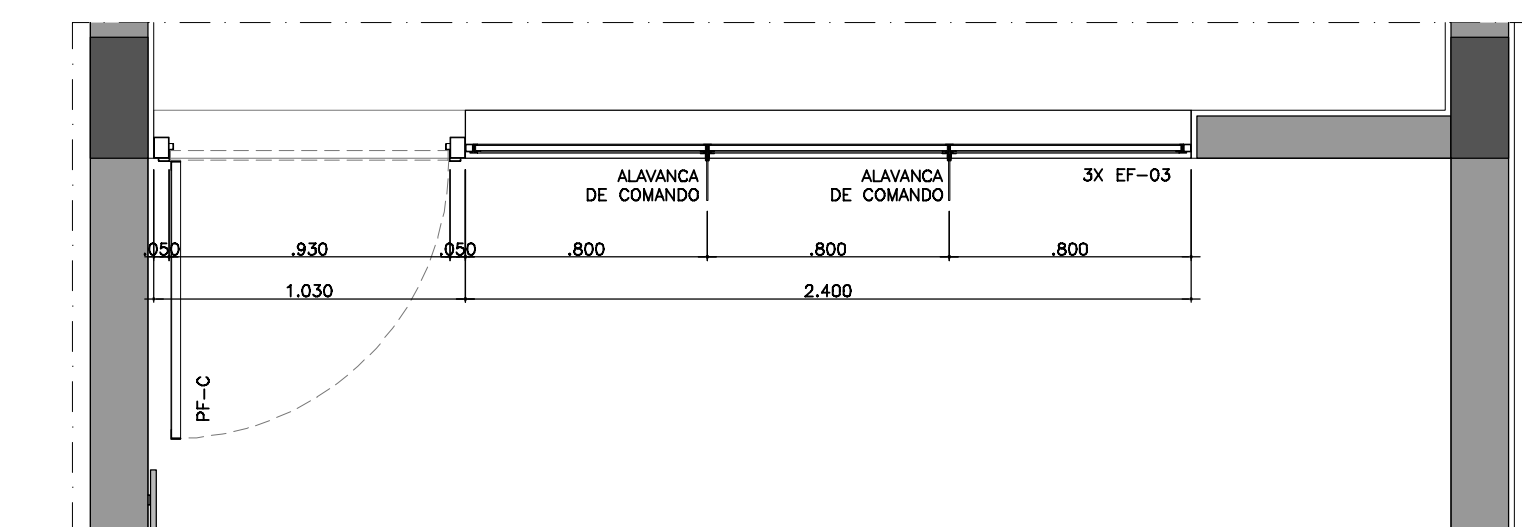 ALAVANCA
DE COMANDO
ALAVANCA
DE COMANDO
3X EF-03
.050
.930
.050
.800
.800
.800
1.030
2.400
PF-C